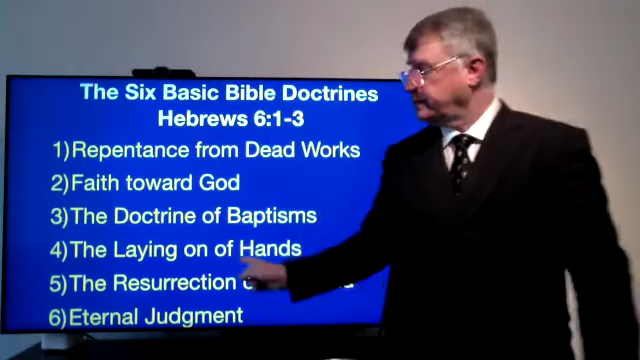 The Six Basic Bible Doctrines
Hebrews 6:1-3
1) Repentance from Dead Works
2) Faith toward God
3) The Doctrine of Baptisms
4) The Laying on of Hands
5) The Resurrection
6) Eternal Judgment